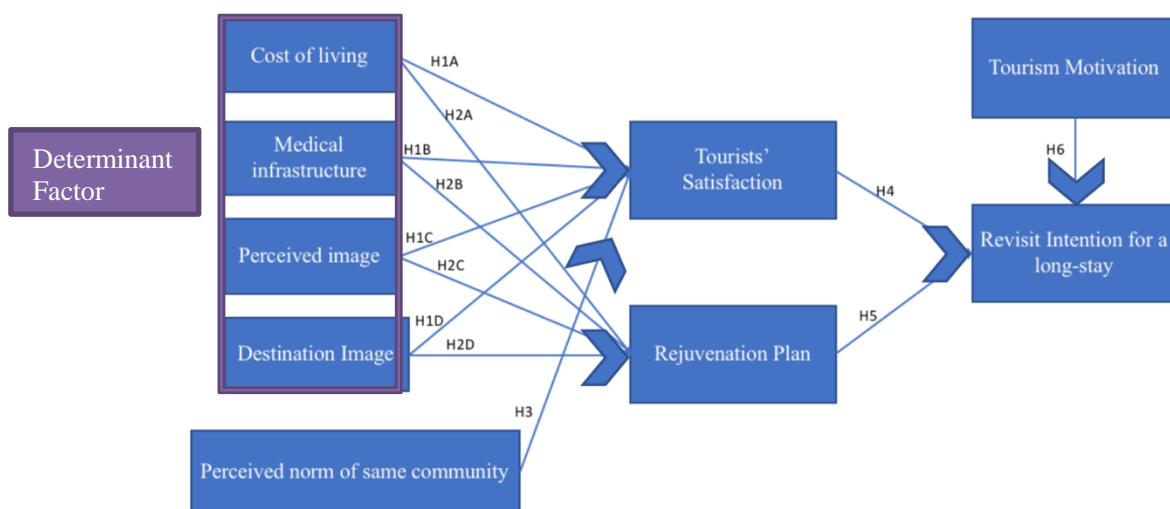 Determinant
Factor
Cost of living
Medical
infrastructure
Perceived image
Destination Image
Perceived norm of same community
H1A
H2A
H1B
H2B
H1C
H2C
H1D
H2D
H3
Tourists’
Satisfaction
Rejuvenation Plan
H4
H5
Tourism Motivation
H6
Revisit Intention for a
long-stay